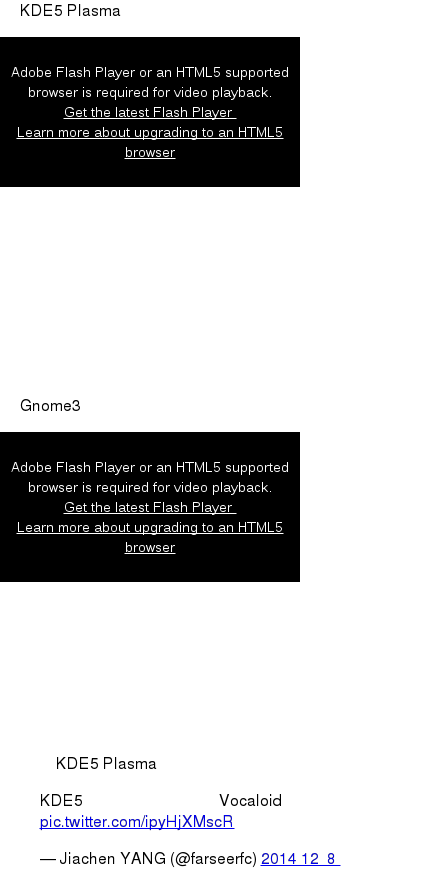 KDE5 Plasma
Adobe Flash Player or an HTML5 supported
browser is required for video playback.
Get the latest Flash Player
Learn more about upgrading to an HTML5
browser
Gnome3
Adobe Flash Player or an HTML5 supported
browser is required for video playback.
Get the latest Flash Player
Learn more about upgrading to an HTML5
browser
KDE5 Plasma
KDE5 Vocaloid
pic.twitter.com/ipyHjXMscR
— Jiachen YANG (@farseerfc) 2014 12 8